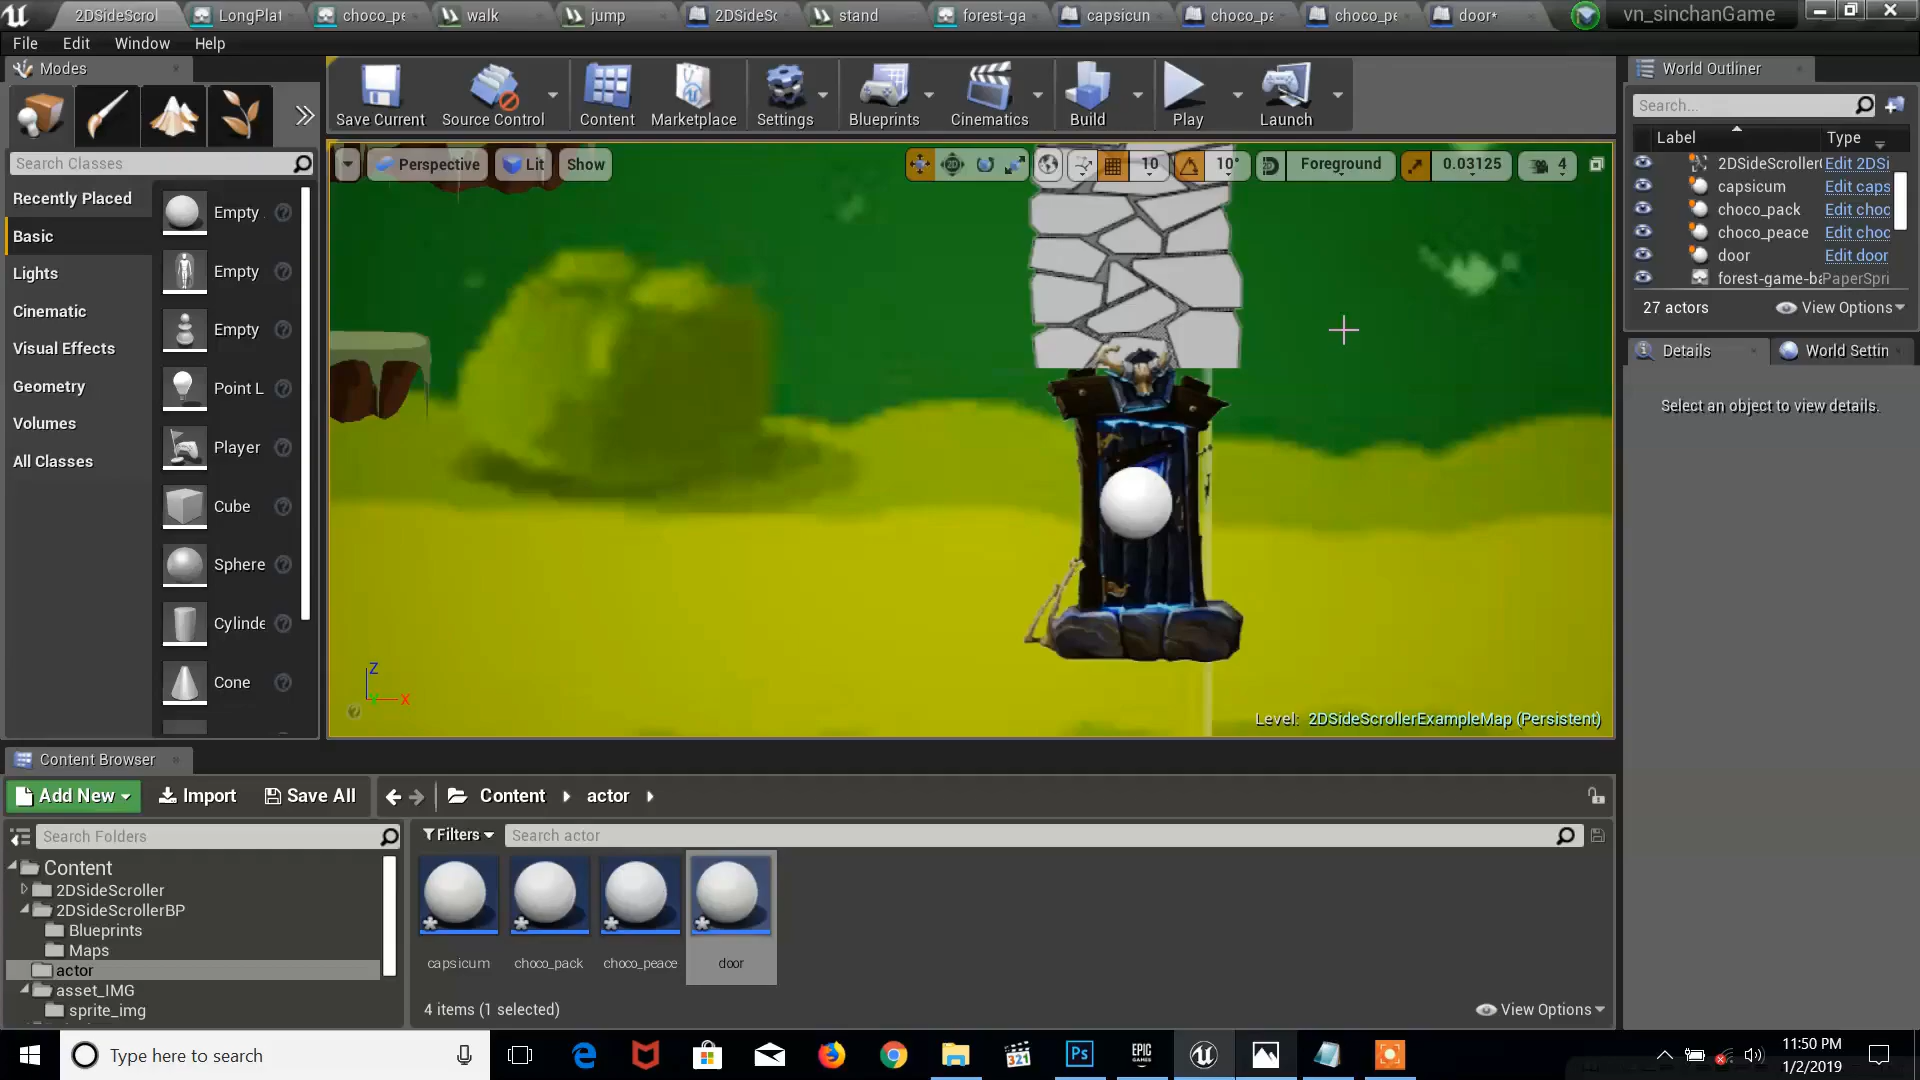 2DSideScrol
LongPlat
choco_pe
walk
jump
2DSideSc
stand
forest-ga
capsicun
choco_pa
choco_pe
door*
vn_sinchanGame
File
Edit
Window
Help
Modes
Save Current
Source Control
Content
Marketplace
Settings
Blueprints
Cinematics
Build
Play
Launch
World Outliner
Search...
Label
Type
2DSideScroller
Edit 2DSi
capsicum
Edit caps
choco_pack
Edit choc
choco_peace
Edit choc
door
Edit door
forest-game-ba
PaperSpri
27 actors
View Options
Details
World Settin
Select an object to view details.
Search Classes
Recently Placed
Basic
Lights
Cinematic
Visual Effects
Geometry
Volumes
All Classes
Empty
Empty
Empty
Point L
Player
Cube
Sphere
Cylinde
Cone
Perspective
Lit
Show
10
10°
Foreground
0.03125
4
Z
X
Level: 2DSideScrollerExampleMap (Persistent)
Content Browser
Add New
Import
Save All
Content
actor
Search Folders
Filters
Search actor
Content
2DSideScroller
2DSideScrollerBP
Blueprints
Maps
actor
asset_IMG
sprite_img
capsicum
choco_pack
choco_peace
door
4 items (1 selected)
View Options
Type here to search
321
Ps
EPIC
GAMES
11:50 PM
1/2/2019